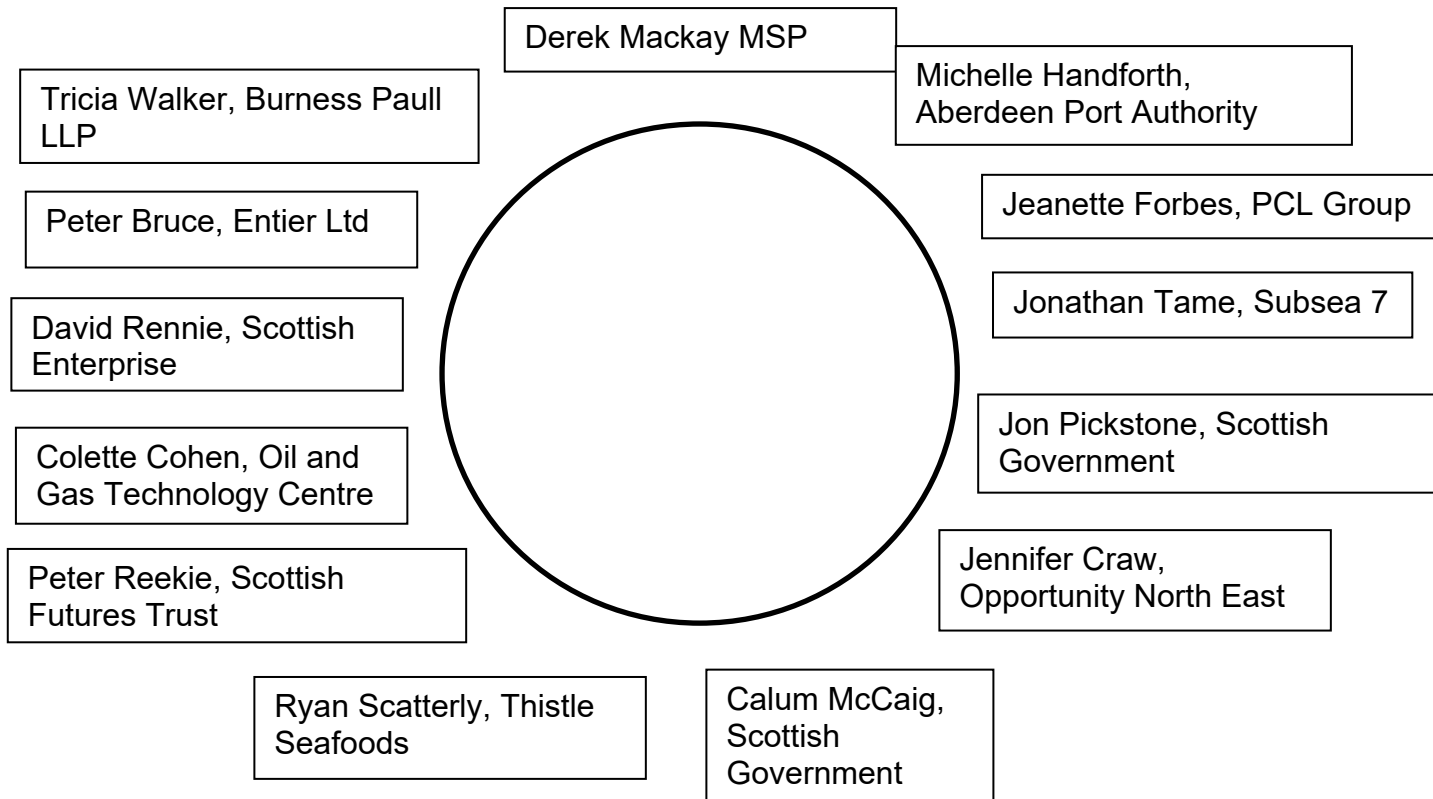 Derek Mackay MSP
Michelle Handforth,
Aberdeen Port Authority
Tricia Walker, Burness Paull
LLP
Jeanette Forbes, PCL Group
Peter Bruce, Entier Ltd
Jonathan Tame, Subsea 7
David Rennie, Scottish
Enterprise
Jon Pickstone, Scottish
Government
Colette Cohen, Oil and
Gas Technology Centre
Jennifer Craw,
Opportunity North East
Peter Reekie, Scottish
Futures Trust
Ryan Scatterly, Thistle
Seafoods
Calum McCaig,
Scottish
Government